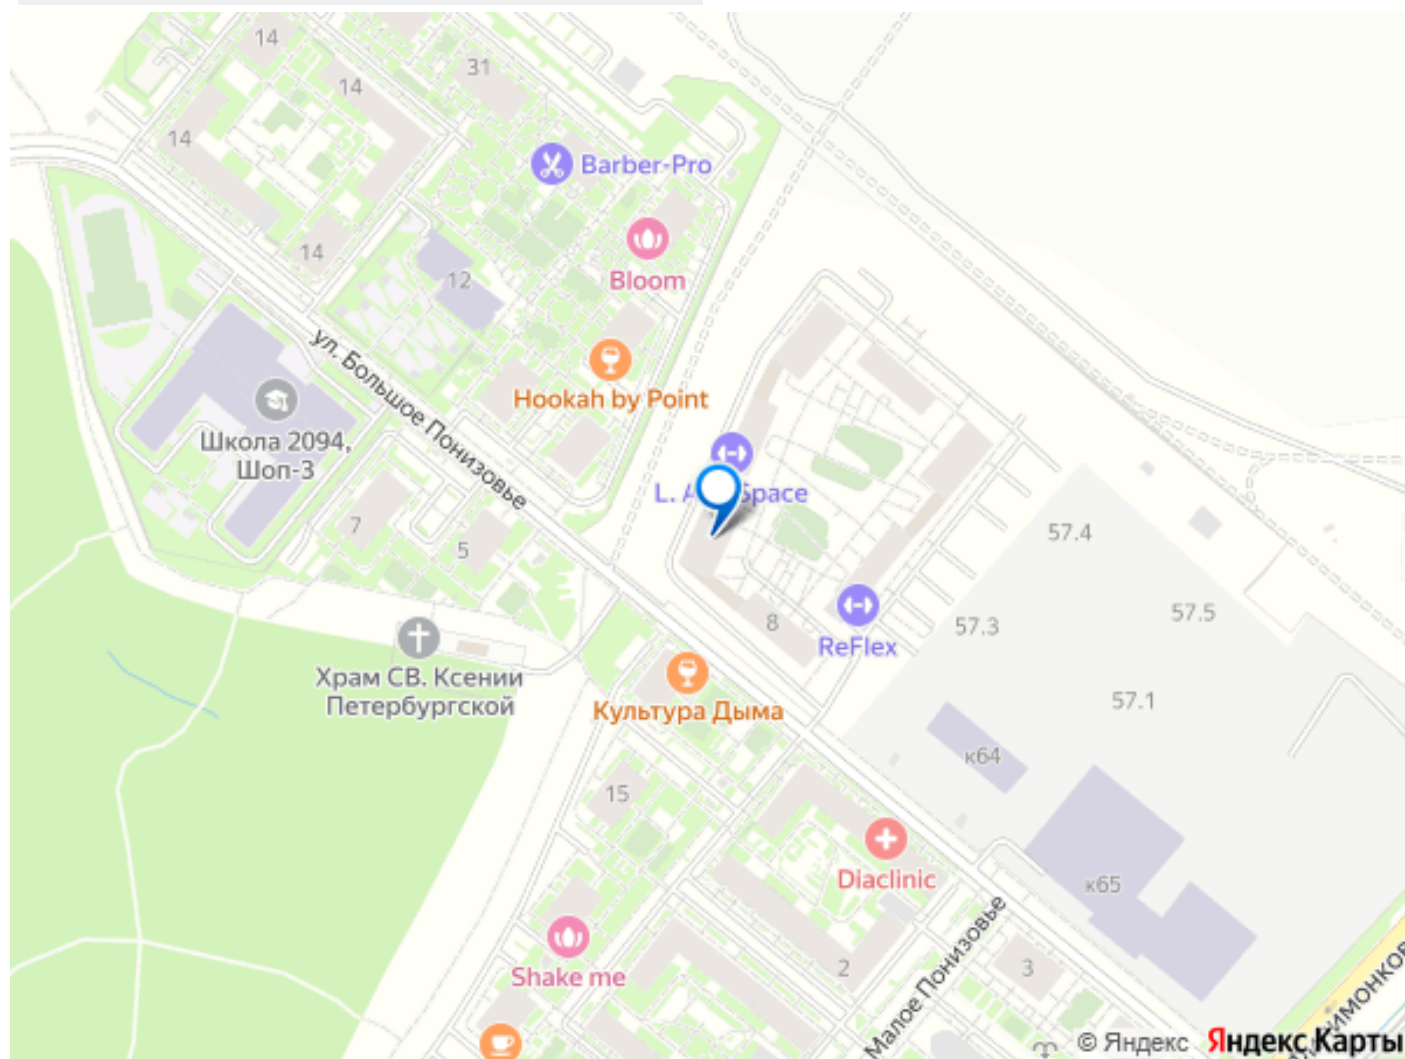 14
31
14
14
Barber-Pro
14
12
Bloom
ул. Большое Понизовье
Hookah by Point
Школа 2094,
Шоп-3
L. A Space
7
5
57.4
57.5
57.3
8
ReFlex
Храм СВ. Ксении
Петербургской
Культура Дыма
57.1
к64
15
Diaclinic
к65
Малое Понизовье
Shake me
2
3
© Яндекс Яндекс Карты